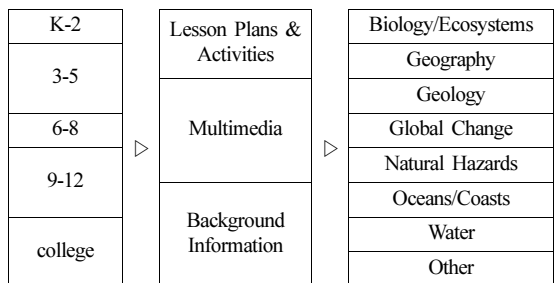 K-2
3-5
6-8
9-12
college
Lesson Plans &
Activities
Multimedia
Background
Information
Biology/Ecosystems
Geography
Geology
Global Change
Natural Hazards
Oceans/Coasts
Water
Other